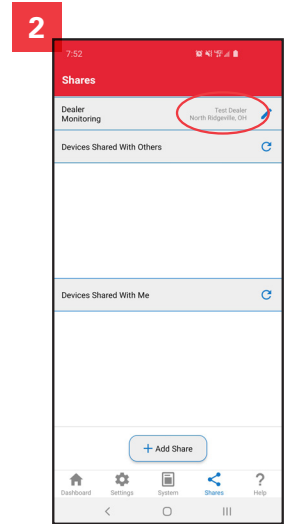 2
7:52
Shares
Dealer Test Dealer
Monitoring North Ridgeville, OH
Devices Shared With Others
Devices Shared With Me
+ Add Share
Dashboard Settings System Shares Help